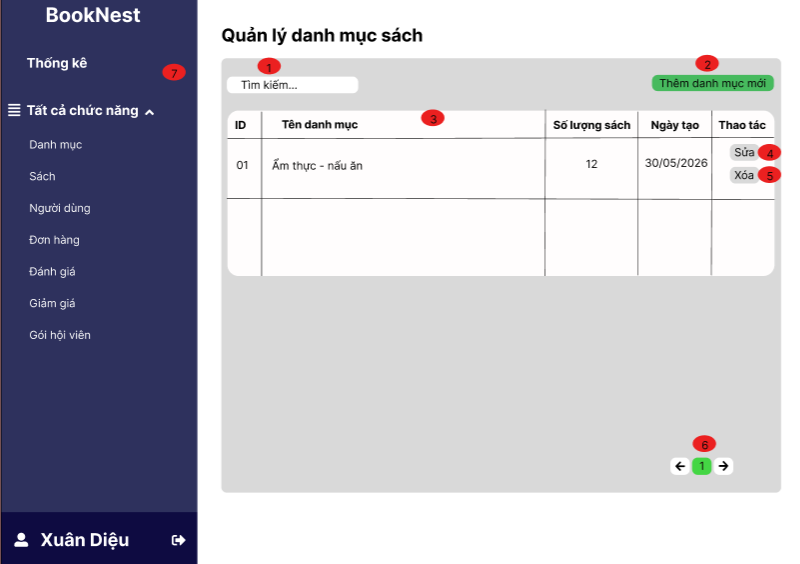 BookNest
Thống kê
7
Tất cả chức năng
Danh mục
Sách
Người dùng
Đơn hàng
Đánh giá
Giảm giá
Gói hội viên
Xuân Diệu
Quản lý danh mục sách
1
2
Tìm kiếm...
Thêm danh mục mới
3
ID Tên danh mục Số lượng sách Ngày tạo Thao tác
01 Ẩm thực - nấu ăn 12 30/05/2026
Sửa 4
Xóa 5
6
1